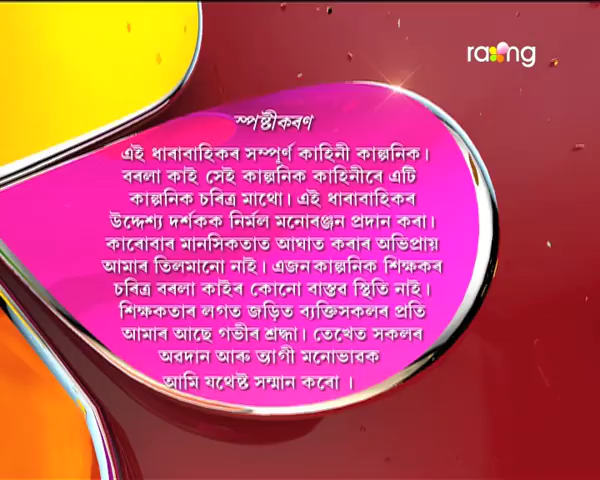 rang
স্পষ্টীকৰণ
এই ধাৰাবাহিকৰ সম্পূৰ্ণ কাহিনী কাল্পনিক।
বৰলা কাই সেই কাল্পনিক কাহিনীৰে এটি
কাল্পনিক চৰিত্ৰ মাথো। এই ধাৰাবাহিকৰ
উদ্দেশ্য দৰ্শকক নিৰ্মল মনোৰঞ্জন প্ৰদান কৰা।
কাৰোবাৰ মানসিকতাত আঘাত কৰাৰ অভিপ্ৰায়
আমাৰ তিলমানো নাই। এজন কাল্পনিক শিক্ষকৰ
চৰিত্ৰ বৰলা কাইৰ কোনো বাস্তৱ স্থিতি নাই।
শিক্ষকতাৰ লগত জড়িত ব্যক্তিসকলৰ প্ৰতি
আমাৰ আছে গভীৰ শ্ৰদ্ধা। তেখেত সকলৰ
অৱদান আৰু ত্যাগী মনোভাৱক
আমি যথেষ্ট সন্মান কৰো ।